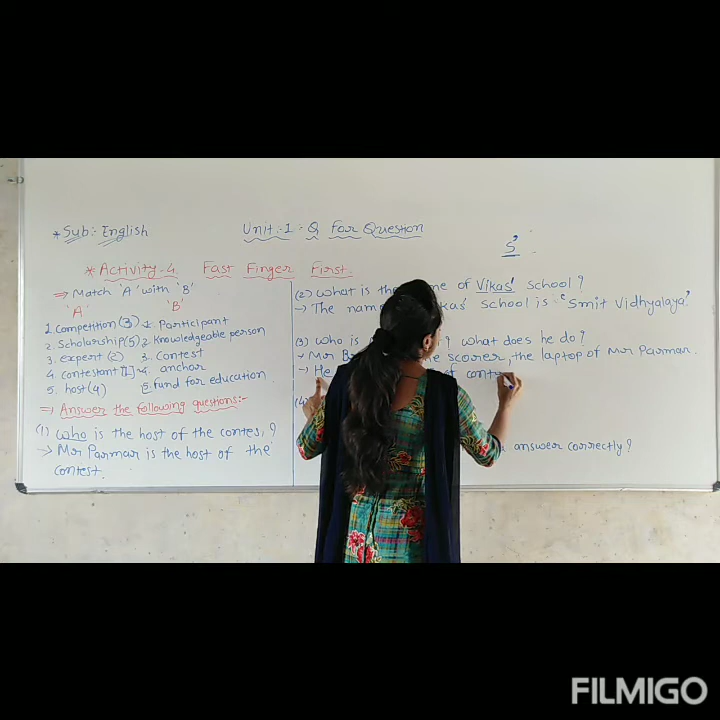 * Sub:- English
Unit:-1:- Q For Question
S'
* Activity-4 Fast Finger First.
⇒ Match 'A' with 'B'
'A' 'B'
1. Competition (3) 1. Participant
2. Scholarship (5) 2. Knowledgeable person
3. expert (2) 3. Contest
4. contestant [1] 4. anchor
5. host (4) 5. Fund for education
⇒ Answer the following questions:-
(1) who is the host of the contest ?
→ Mr Parmar is the host of the
contest.
(2) What is the of Vikas' School ?
→ The School is 'Smit Vidhyalaya'
(3) who is ? What does he do?
→ Mr scorer, the laptop of Mr Parmar.
→ He of
(4)
answer correctly ?
FILMIGO